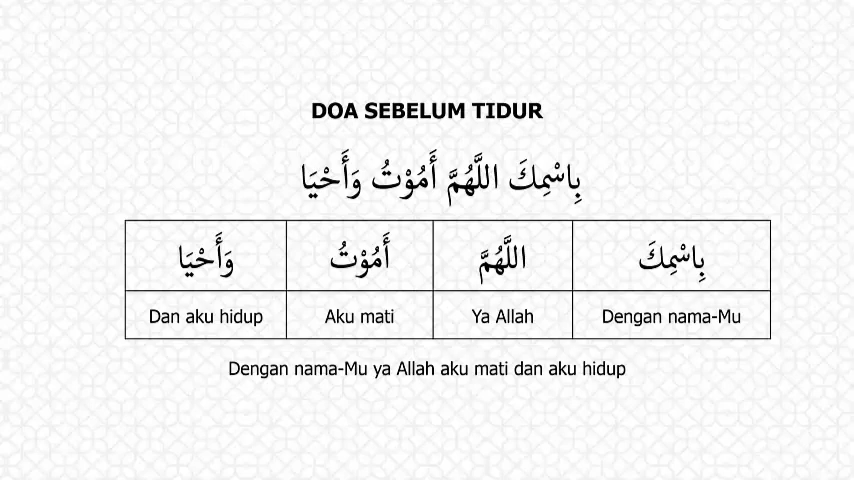 DOA SEBELUM TIDUR
بِاسْمِكَ اللَّهُمَّ أَمُوْتُ وَأَحْيَا
بِاسْمِكَ اللَّهُمَّ أَمُوْتُ وَأَحْيَا
Dan aku hidup Aku mati Ya Allah Dengan nama-Mu
Dengan nama-Mu ya Allah aku mati dan aku hidup